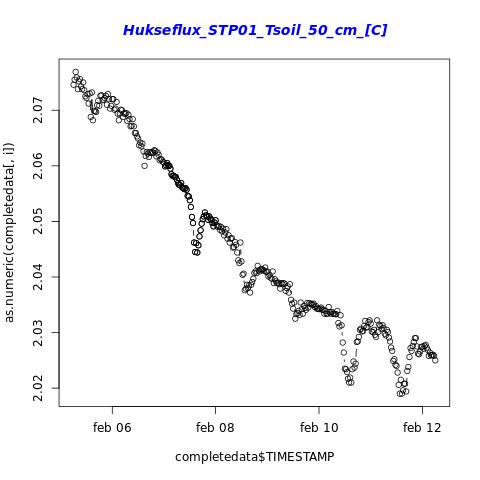 Hukseflux_STP01_Tsoil_50_cm_[C]
as.numeric(completedata[, i])
2.07
2.06
2.05
2.04
2.03
2.02
feb 06
feb 08
feb 10
feb 12
completedata$TIMESTAMP